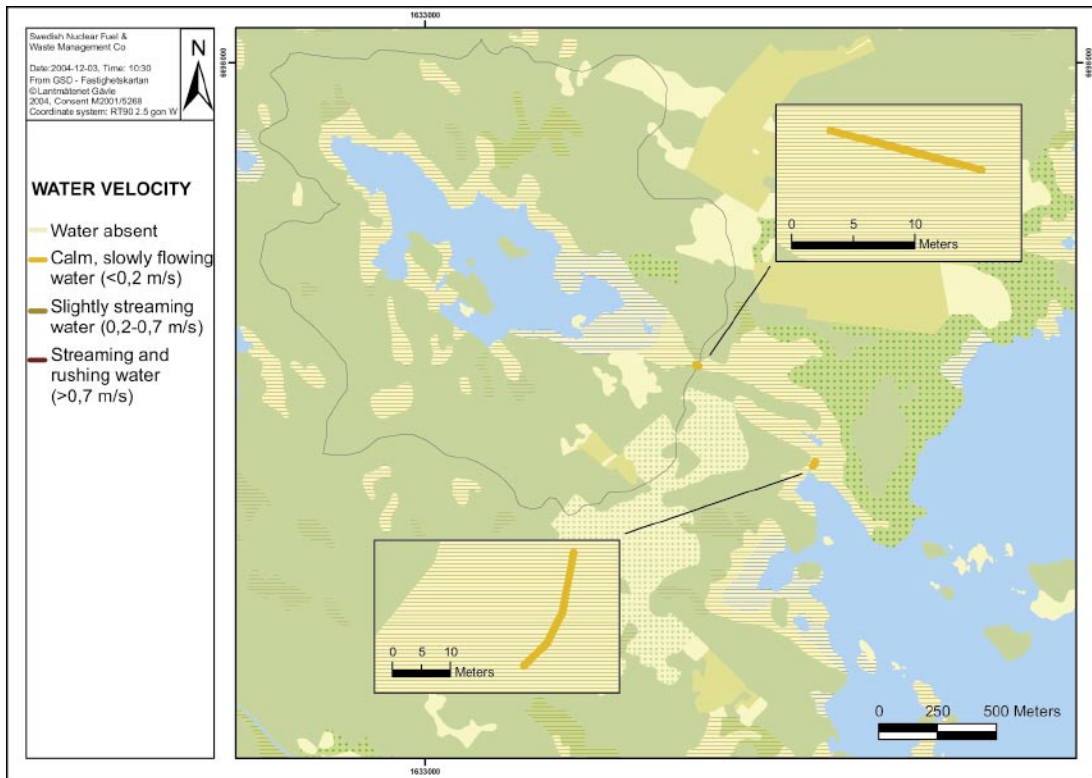 1633000
Swedish Nuclear Fuel &
Waste Management Co
Date:2004-12-03, Time: 10:30
From GSD - Fastighetskartan
©Lantmäteriet Gävle
2004, Consent M2001/5268
Coordinate system: RT90 2.5 gon W
N
6698000
6698000
WATER VELOCITY
Water absent
Calm, slowly flowing
water (<0,2 m/s)
Slightly streaming
water (0,2-0,7 m/s)
Streaming and
rushing water
(>0,7 m/s)
0 5 10
Meters
0 5 10
Meters
0 250 500 Meters
1633000